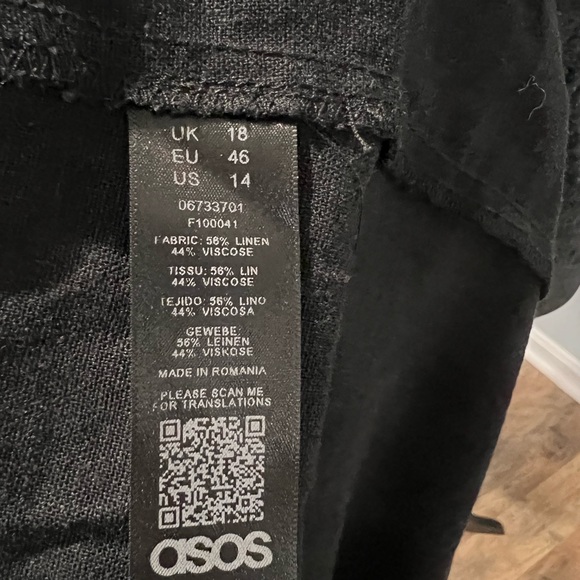 UK 18
EU 46
US 14
06733701
F100041
FABRIC: 56% LINEN
44% VISCOSE
TISSU: 56% LIN
44% VISCOSE
TEJIDO: 56% LINO
44% VISCOSA
GEWEBE:
56% LEINEN
44% VISKOSE
MADE IN ROMANIA
PLEASE SCAN ME
FOR TRANSLATIONS
asos